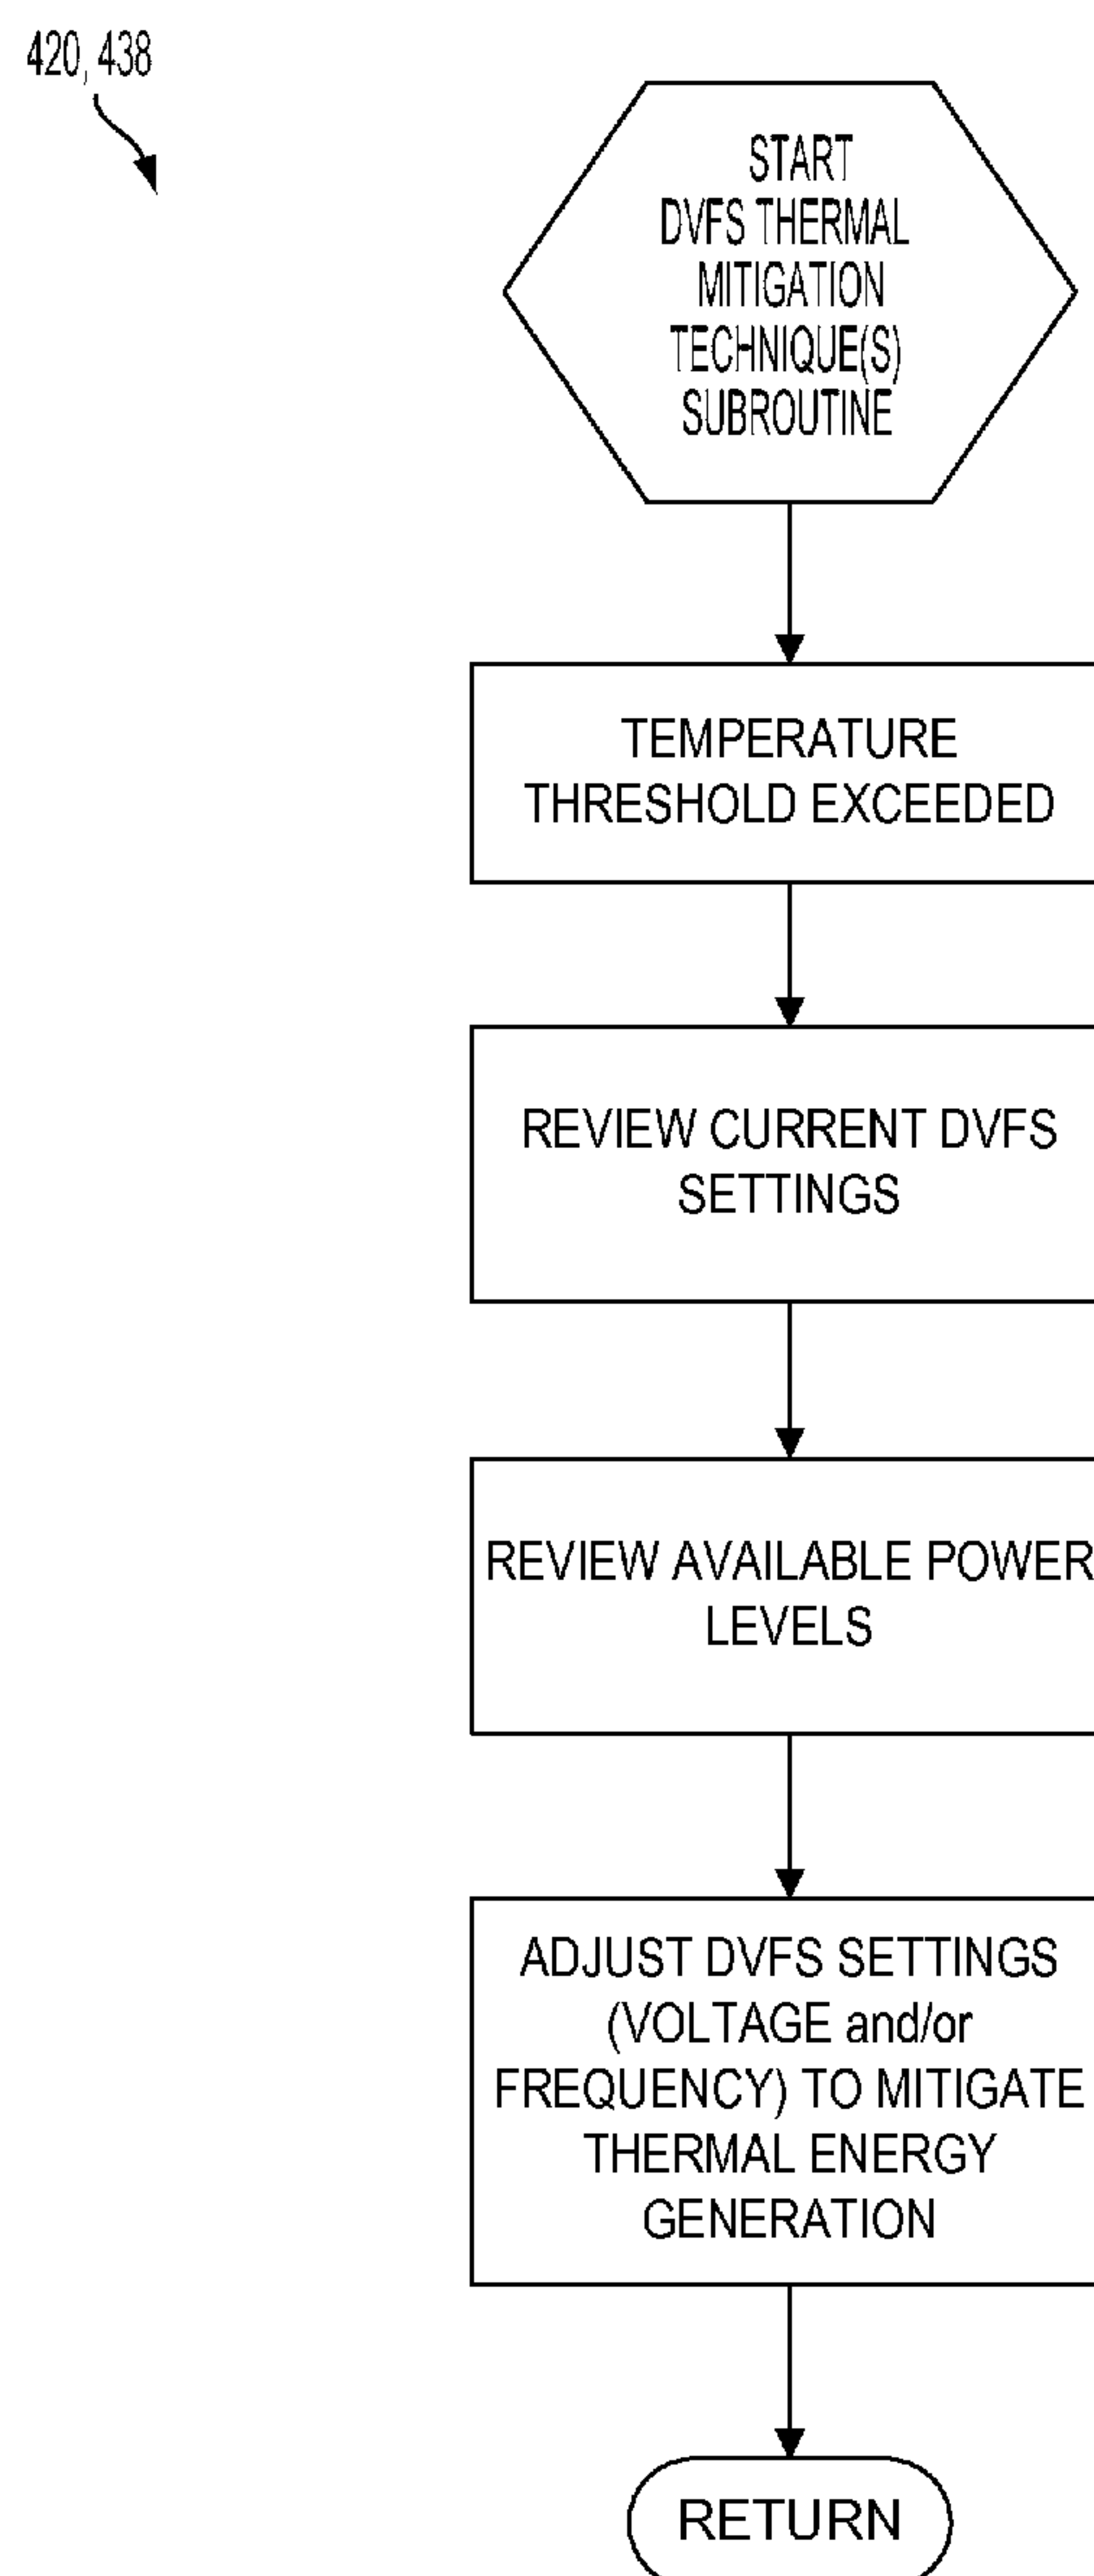 420, 438
START
DVFS THERMAL
MITIGATION
TECHNIQUE(S)
SUBROUTINE
TEMPERATURE
THRESHOLD EXCEEDED
REVIEW CURRENT DVFS
SETTINGS
REVIEW AVAILABLE POWER
LEVELS
ADJUST DVFS SETTINGS
(VOLTAGE and/or
FREQUENCY) TO MITIGATE
THERMAL ENERGY
GENERATION
RETURN